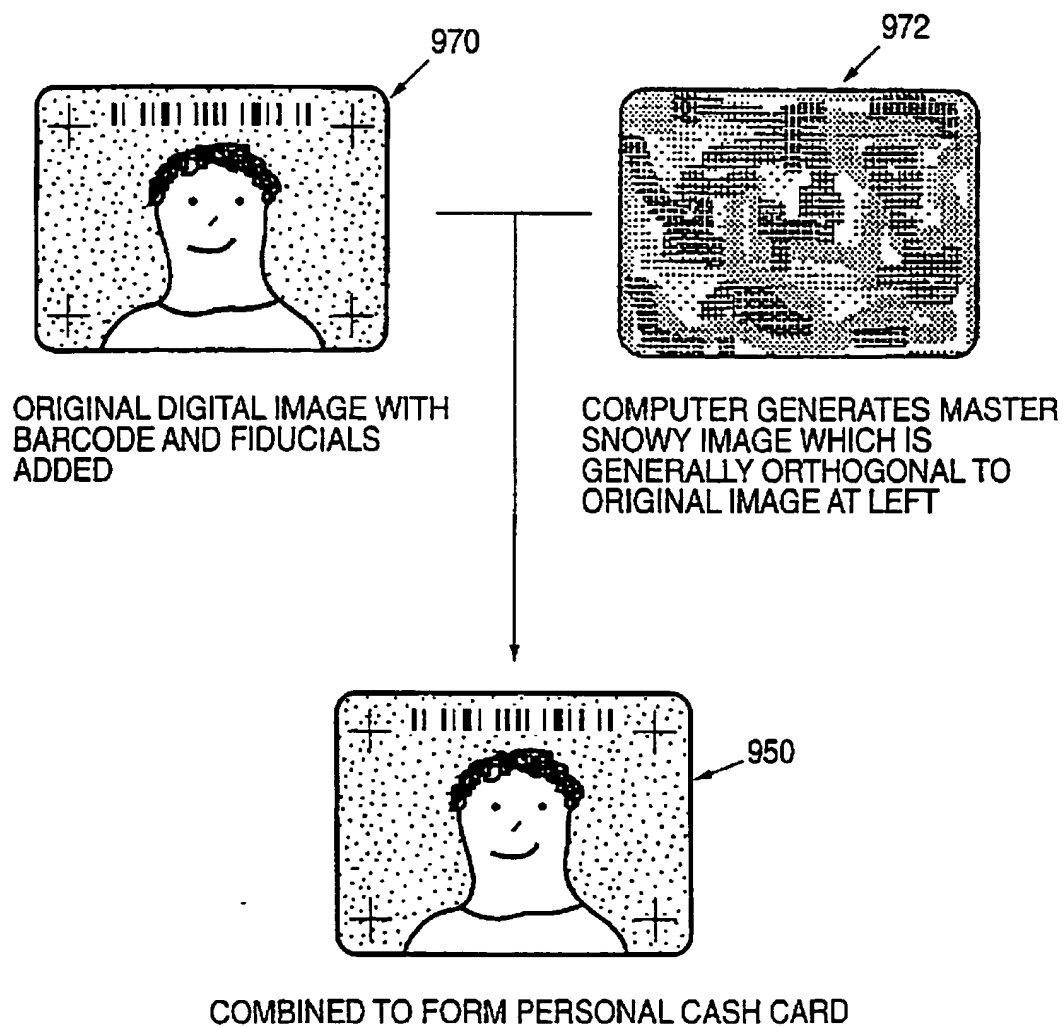 970
972
ORIGINAL DIGITAL IMAGE WITH
BARCODE AND FIDUCIALS
ADDED
COMPUTER GENERATES MASTER
SNOWY IMAGE WHICH IS
GENERALLY ORTHOGONAL TO
ORIGINAL IMAGE AT LEFT
950
COMBINED TO FORM PERSONAL CASH CARD